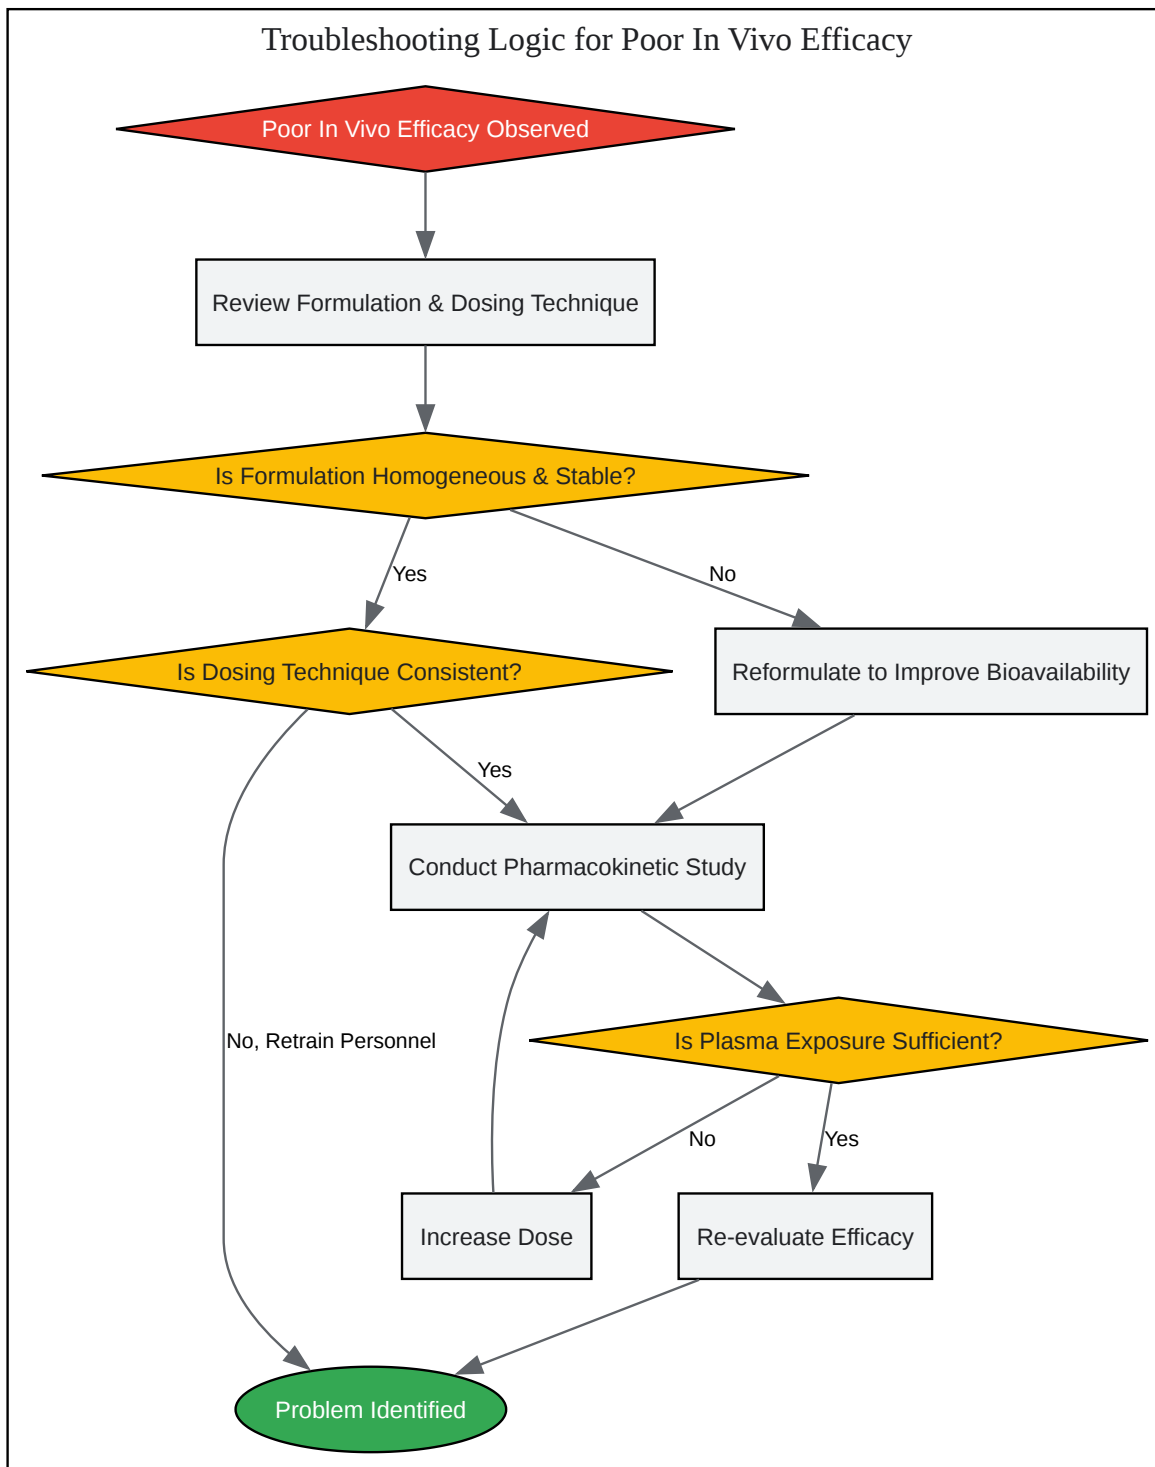 Troubleshooting Logic for Poor In Vivo Efficacy
Poor In Vivo Efficacy Observed
Review Formulation & Dosing Technique
Is Formulation Homogeneous & Stable?
Yes
No
Is Dosing Technique Consistent?
Reformulate to Improve Bioavailability
Yes
Conduct Pharmacokinetic Study
No, Retrain Personnel
Is Plasma Exposure Sufficient?
No
Yes
Increase Dose
Re-evaluate Efficacy
Problem Identified